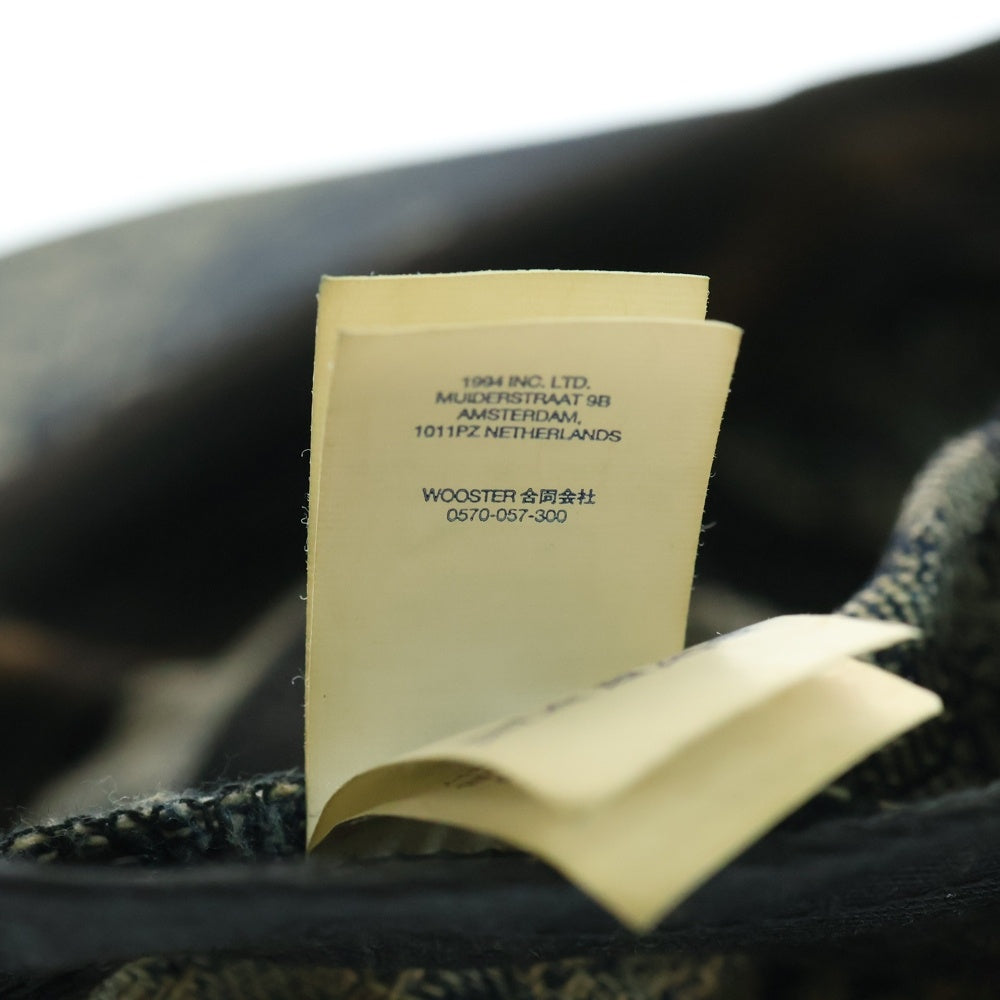 1994 INC. LTD.
MUIDERSTRAAT 9B
AMSTERDAM,
1011PZ NETHERLANDS
WOOSTER 合同会社
0570-057-300